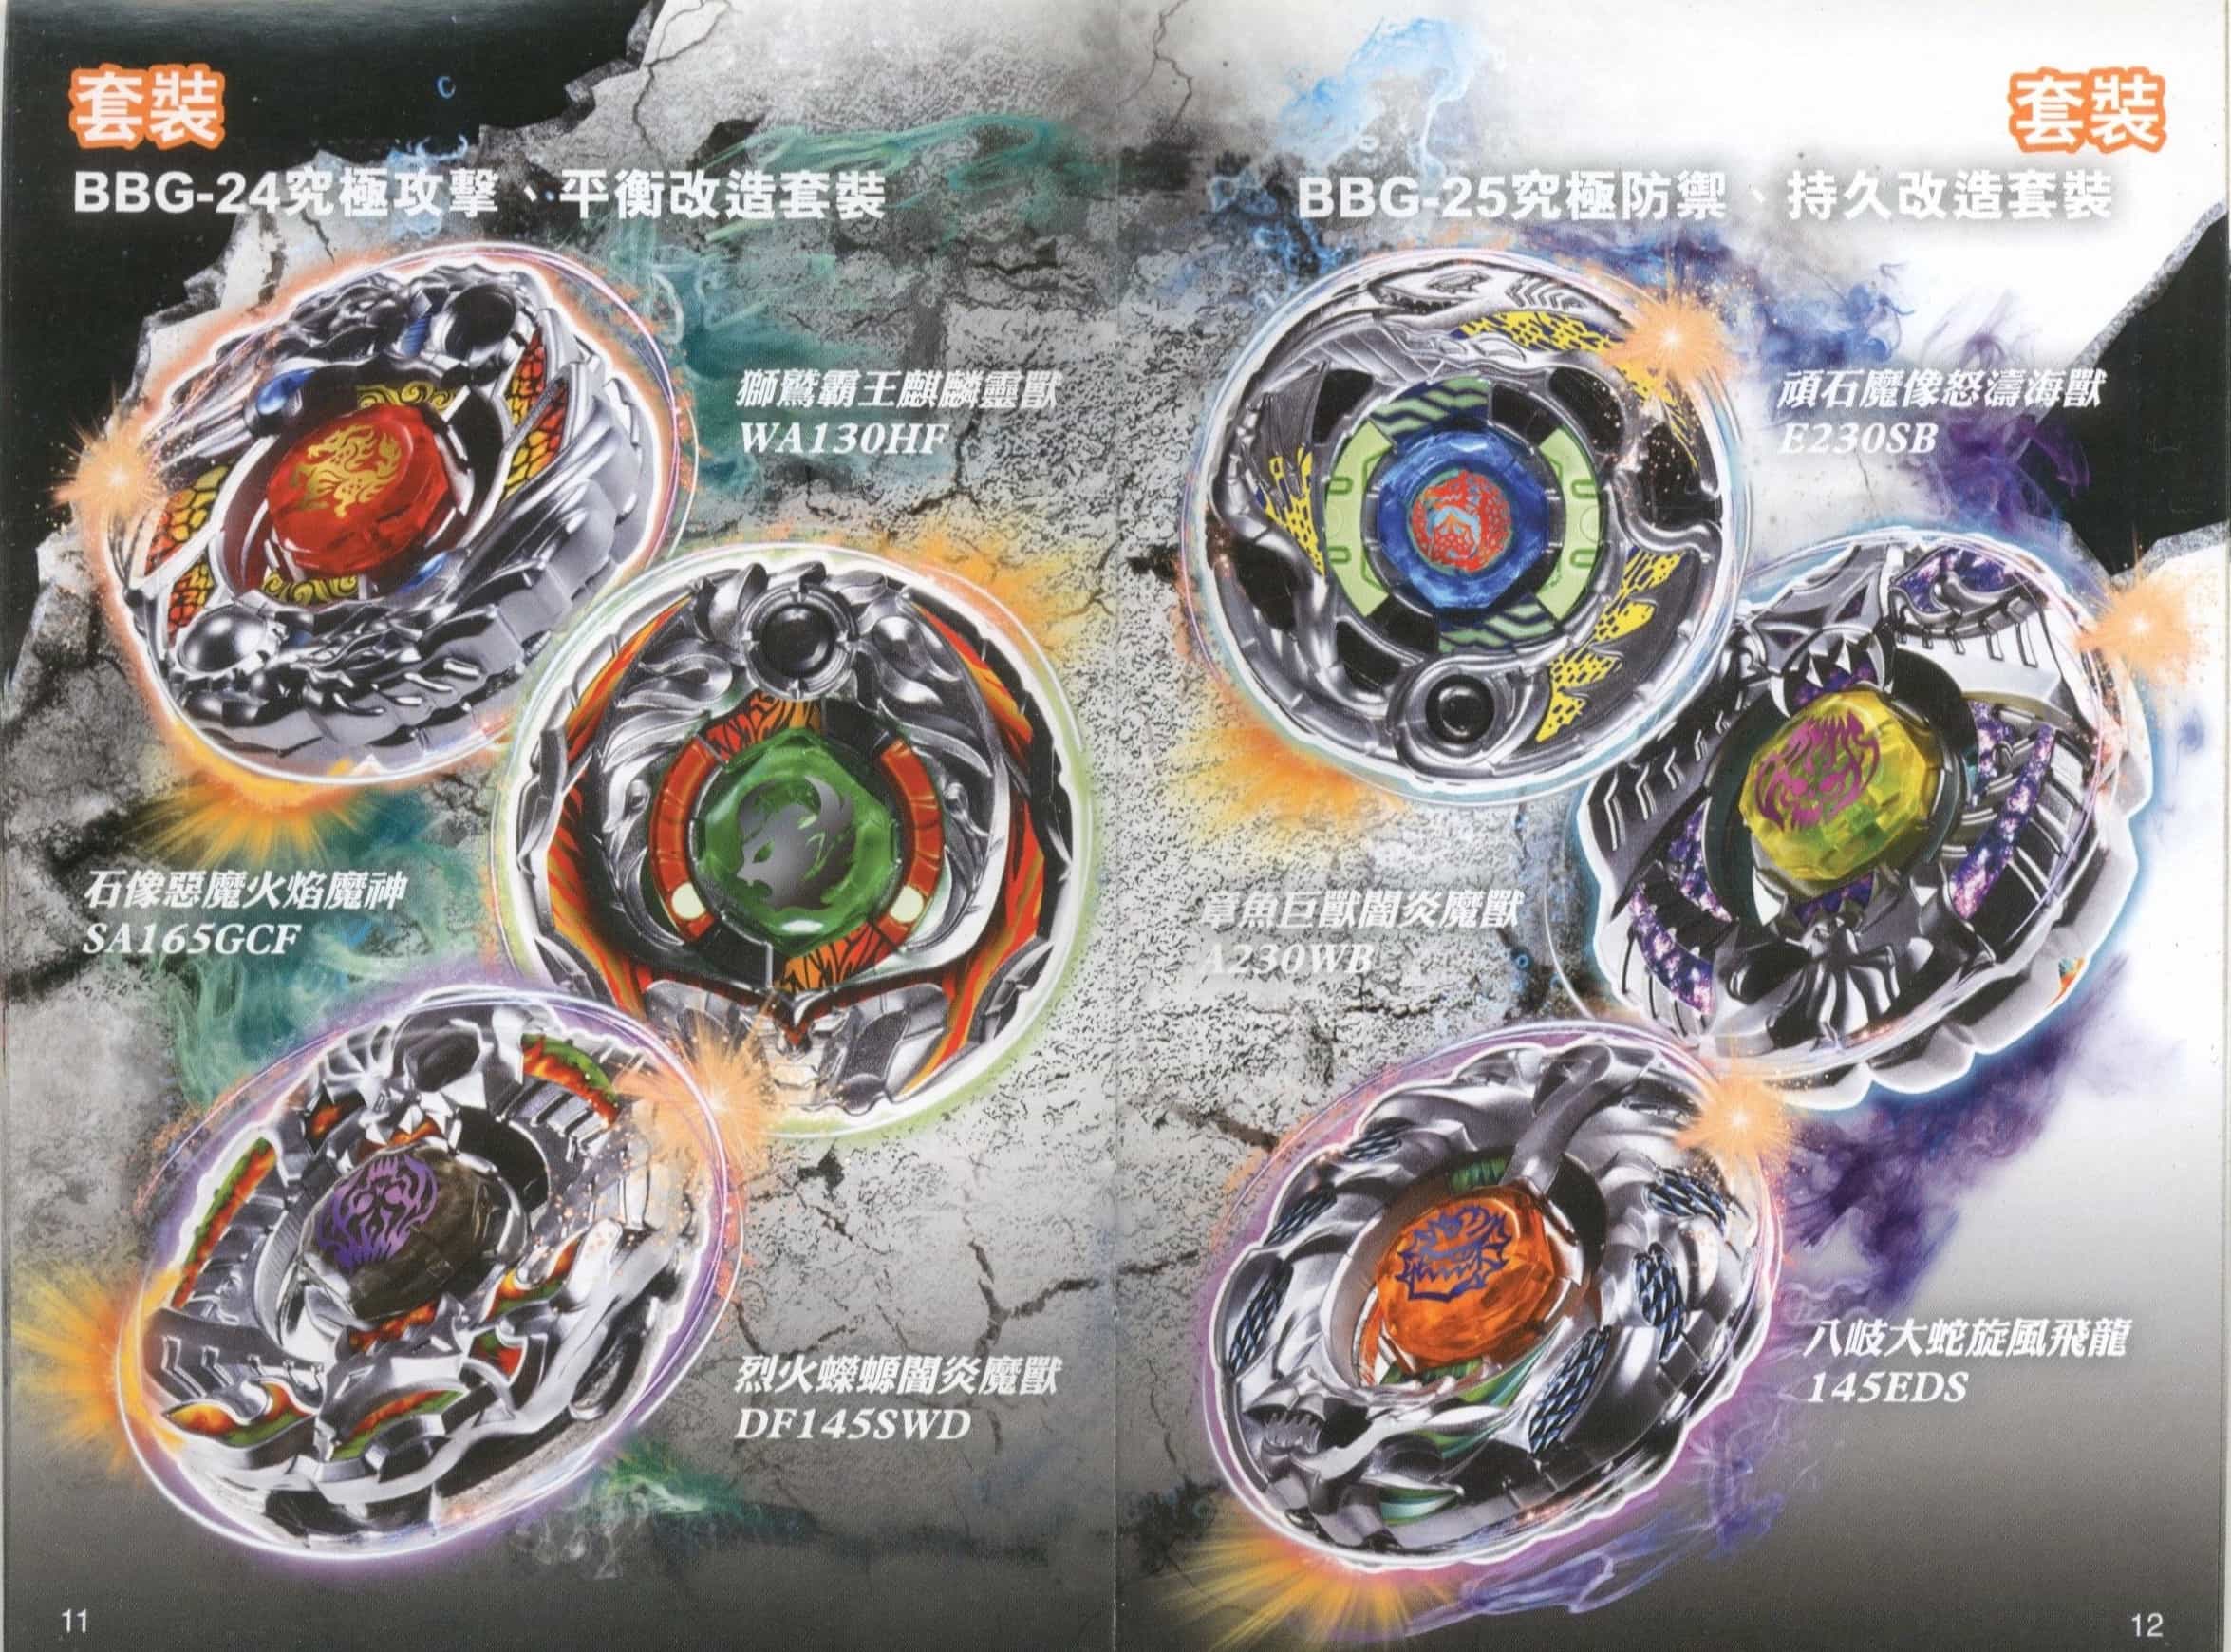 套裝
BBG-24究極攻擊、平衡改造套裝
獅鷲霸王麒麟靈獸
WA130HF
石像惡魔火焰魔神
SA165GCF
烈火蠑螈闇炎魔獸
DF145SWD
11
套裝
BBG-25究極防禦、持久改造套裝
頑石魔像怒濤海獸
E230SB
章魚巨獸闇炎魔獸
A230WB
八岐大蛇旋風飛龍
145EDS
12